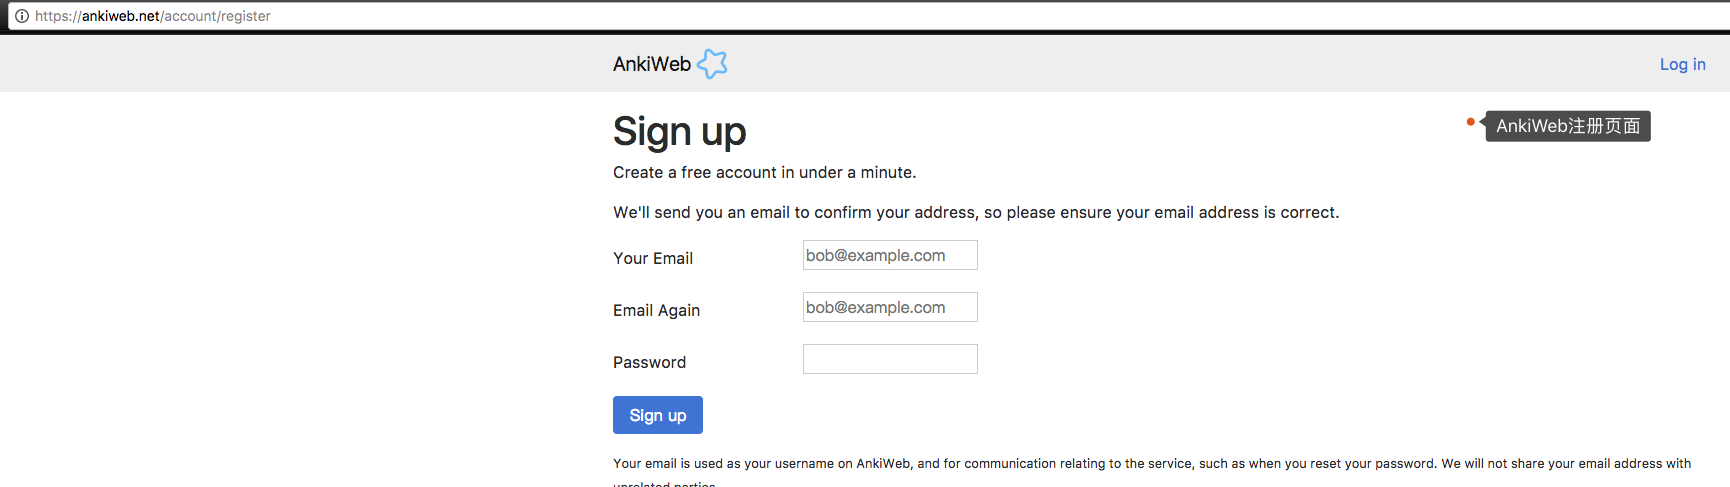 https://ankiweb.net/account/register
AnkiWeb
Log in
Sign up
AnkiWeb注册页面
Create a free account in under a minute.
We'll send you an email to confirm your address, so please ensure your email address is correct.
Your Email bob@example.com
Email Again bob@example.com
Password
Sign up
Your email is used as your username on AnkiWeb, and for communication relating to the service, such as when you reset your password. We will not share your email address with
unrelated parties.